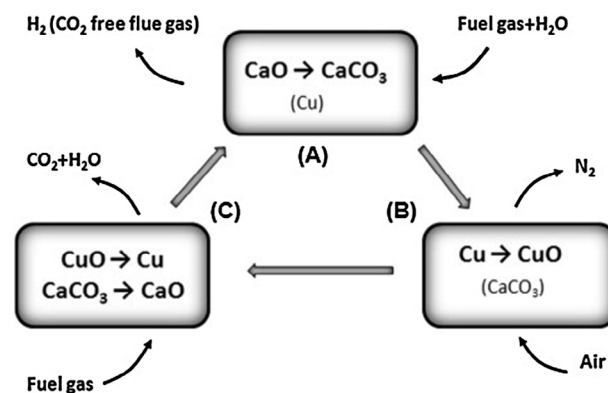 H₂ (CO₂ free flue gas)
Fuel gas+H₂O
CaO → CaCO₃
(Cu)
(A)
CO₂+H₂O
N₂
(C)
(B)
CuO → Cu
CaCO₃ → CaO
Cu → CuO
(CaCO₃)
Fuel gas
Air